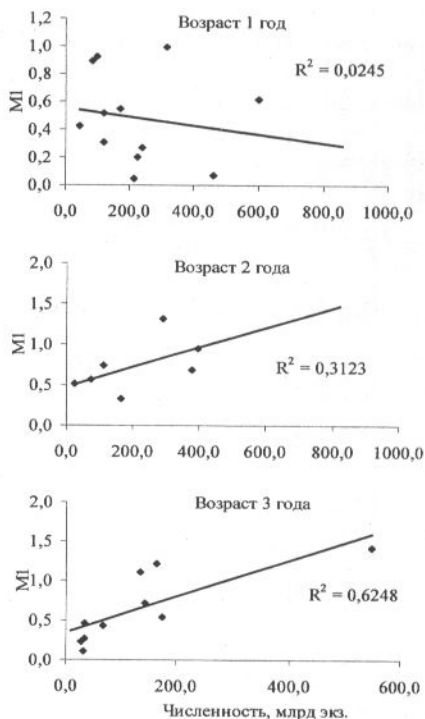 Возраст 1 год
1,2
1,0
0,8
0,6
0,4
0,2
0,0
M1
R² = 0,0245
0,0 200,0 400,0 600,0 800,0 1000,0
Возраст 2 года
2,0
1,5
1,0
0,5
0,0
M1
R² = 0,3123
0,0 200,0 400,0 600,0 800,0 1000,0
Возраст 3 года
2,0
1,5
1,0
0,5
0,0
M1
R² = 0,6248
0,0 200,0 400,0 600,0
Численность, млрд экз.